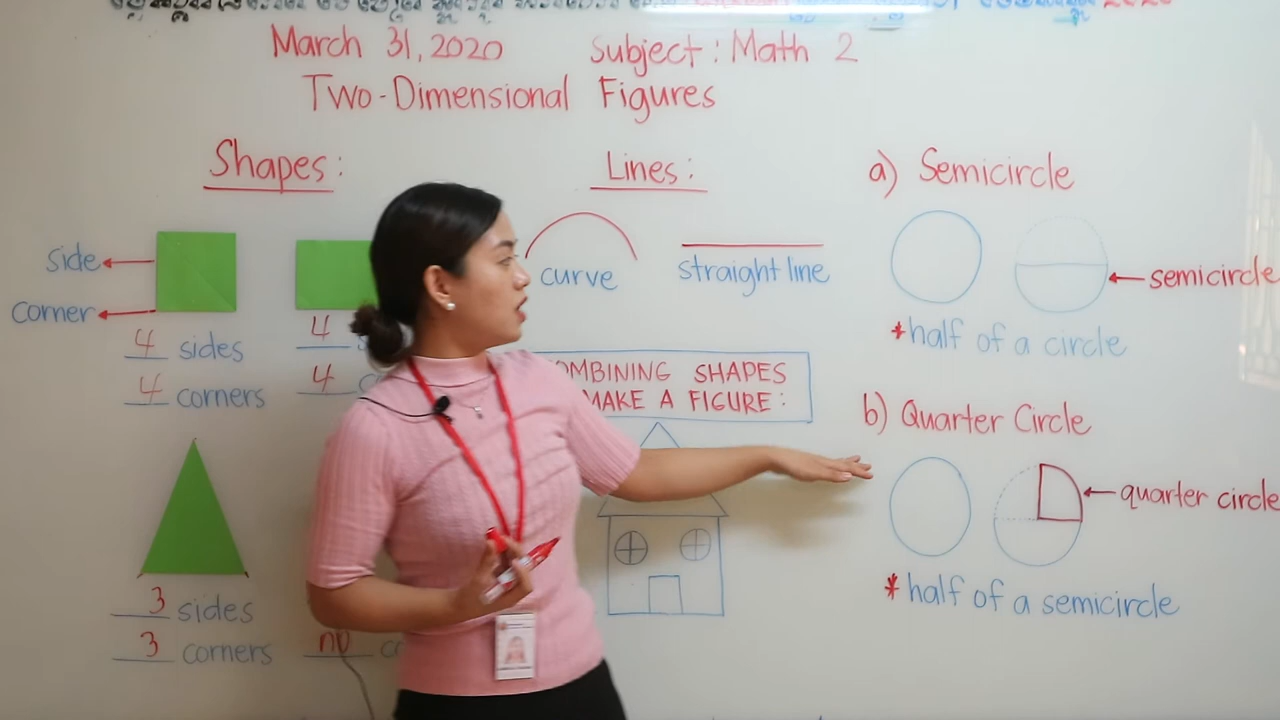 March 31, 2020 Subject : Math 2
Two-Dimensional Figures
Shapes :
side
corner
4 sides
4 corners
4
4
3 sides
3 corners
no
Lines :
curve
straight line
COMBINING SHAPES
MAKE A FIGURE :
a) Semicircle
semicircle
*half of a circle
b) Quarter Circle
quarter circle
*half of a semicircle